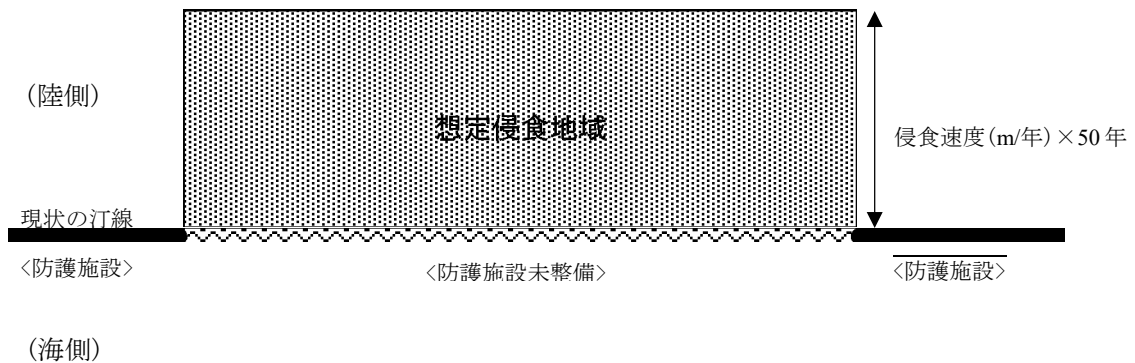 (陸側)
想定侵食地域
侵食速度(m/年)×50年
現状の汀線
<防護施設>
<防護施設未整備>
<防護施設>
(海側)